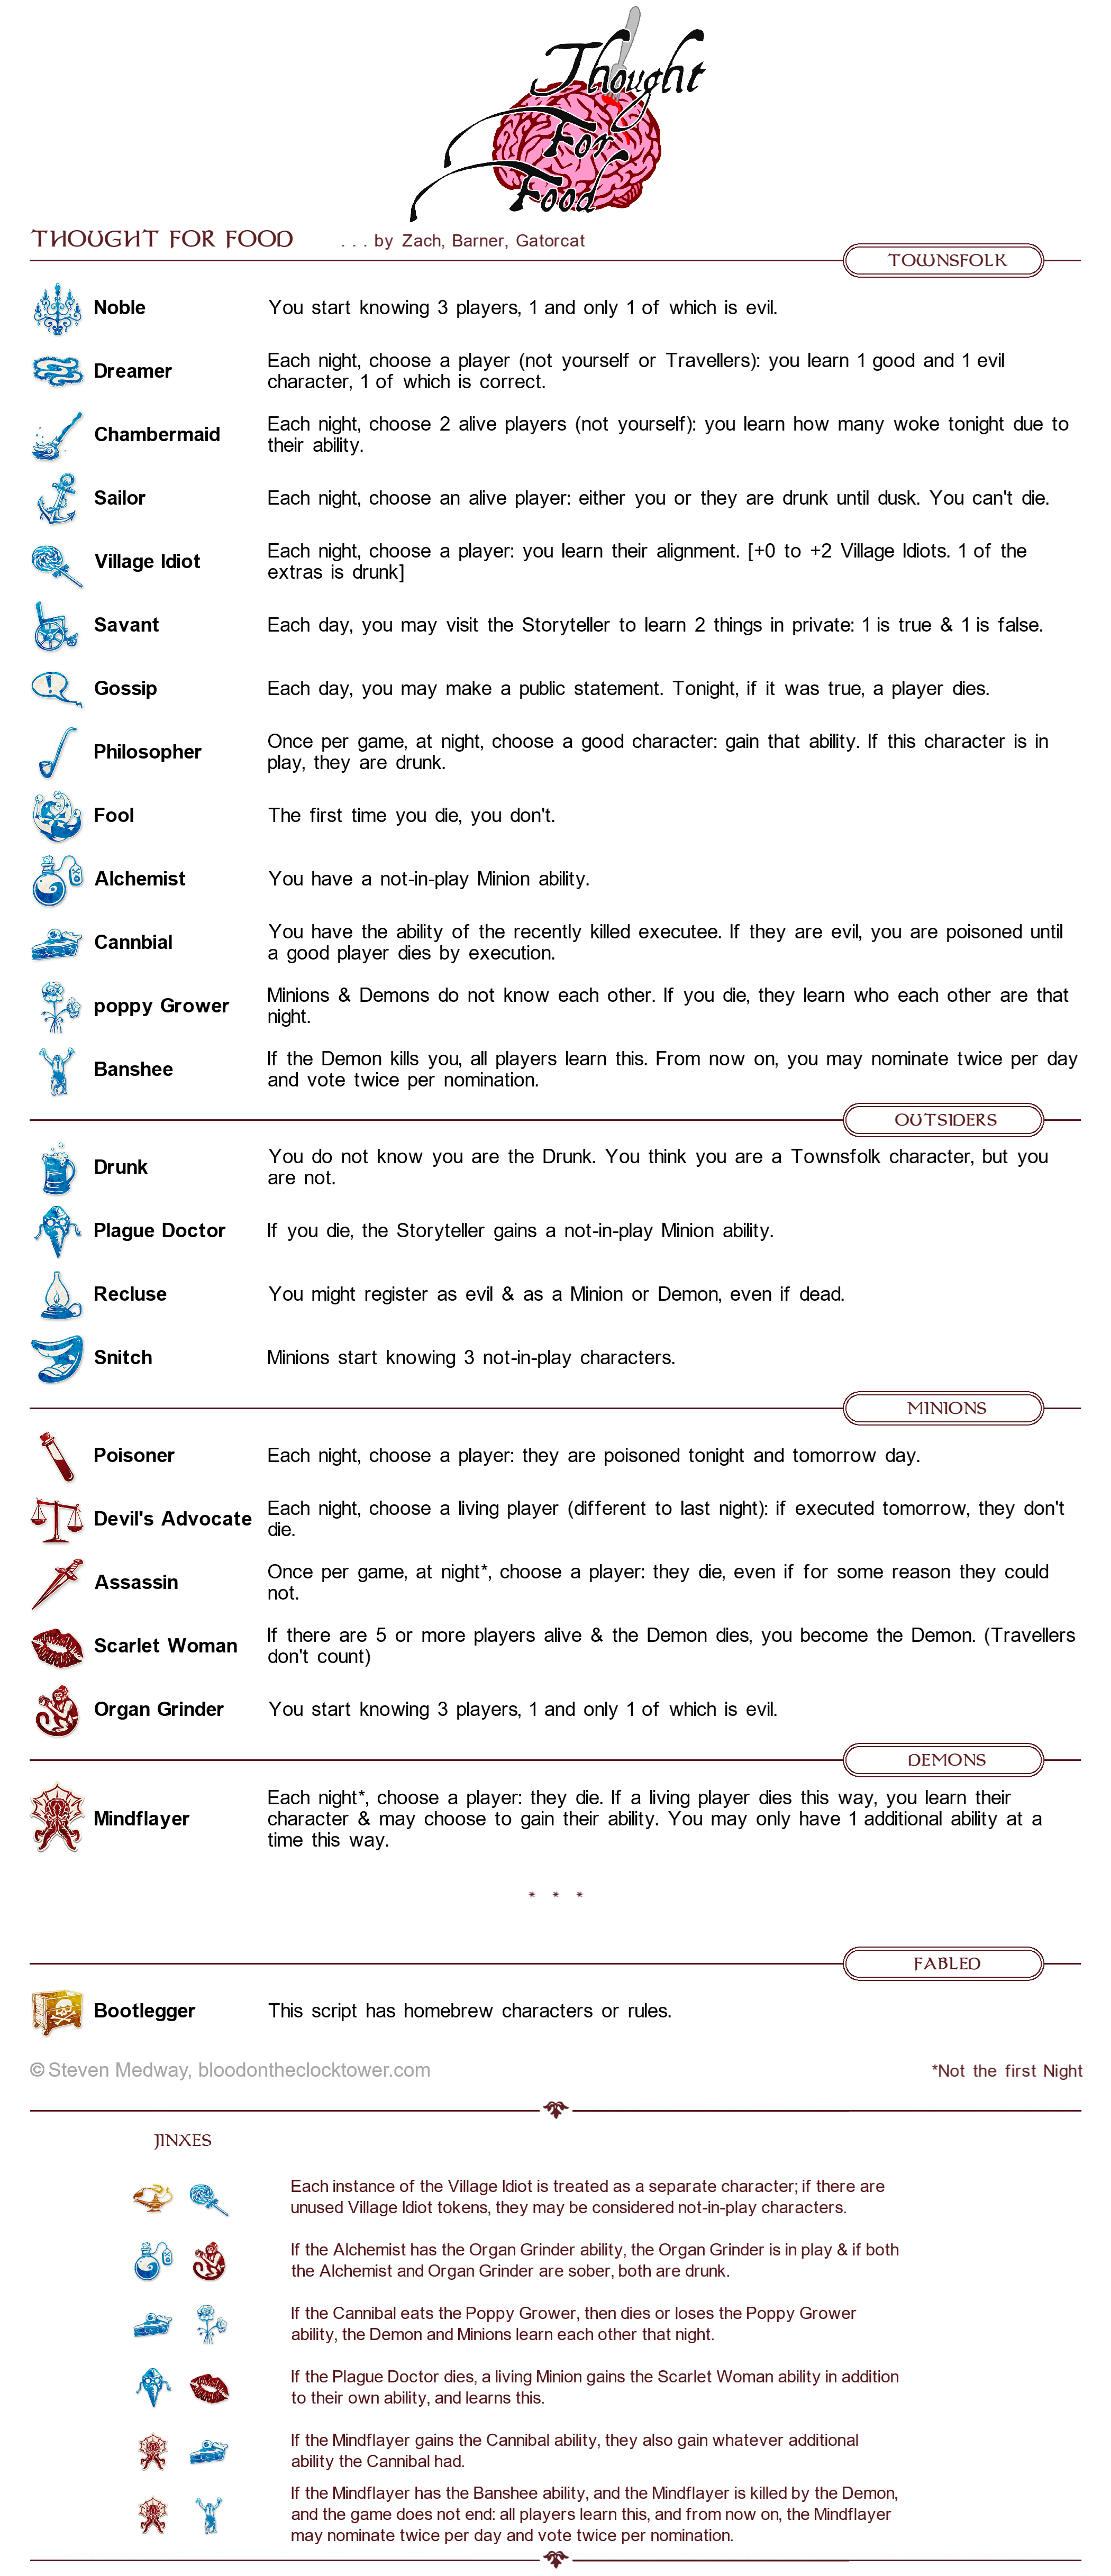 Thought
For
Food
THOUGHT FOR FOOD . . . by Zach, Barner, Gatorcat
TOWNSFOLK
Noble You start knowing 3 players, 1 and only 1 of which is evil.
Dreamer Each night, choose a player (not yourself or Travellers): you learn 1 good and 1 evil
character, 1 of which is correct.
Chambermaid Each night, choose 2 alive players (not yourself): you learn how many woke tonight due to
their ability.
Sailor Each night, choose an alive player: either you or they are drunk until dusk. You can't die.
Village Idiot Each night, choose a player: you learn their alignment. [+0 to +2 Village Idiots. 1 of the
extras is drunk]
Savant Each day, you may visit the Storyteller to learn 2 things in private: 1 is true & 1 is false.
Gossip Each day, you may make a public statement. Tonight, if it was true, a player dies.
Philosopher Once per game, at night, choose a good character: gain that ability. If this character is in
play, they are drunk.
Fool The first time you die, you don't.
Alchemist You have a not-in-play Minion ability.
Cannbial You have the ability of the recently killed executee. If they are evil, you are poisoned until
a good player dies by execution.
poppy Grower Minions & Demons do not know each other. If you die, they learn who each other are that
night.
Banshee If the Demon kills you, all players learn this. From now on, you may nominate twice per day
and vote twice per nomination.
OUTSIDERS
Drunk You do not know you are the Drunk. You think you are a Townsfolk character, but you
are not.
Plague Doctor If you die, the Storyteller gains a not-in-play Minion ability.
Recluse You might register as evil & as a Minion or Demon, even if dead.
Snitch Minions start knowing 3 not-in-play characters.
MINIONS
Poisoner Each night, choose a player: they are poisoned tonight and tomorrow day.
Devil's Advocate Each night, choose a living player (different to last night): if executed tomorrow, they don't
die.
Assassin Once per game, at night*, choose a player: they die, even if for some reason they could
not.
Scarlet Woman If there are 5 or more players alive & the Demon dies, you become the Demon. (Travellers
don't count)
Organ Grinder You start knowing 3 players, 1 and only 1 of which is evil.
DEMONS
Mindflayer Each night*, choose a player: they die. If a living player dies this way, you learn their
character & may choose to gain their ability. You may only have 1 additional ability at a
time this way.
* * *
FABLED
Bootlegger This script has homebrew characters or rules.
© Steven Medway, bloodontheclocktower.com *Not the first Night
JINXES
Each instance of the Village Idiot is treated as a separate character; if there are
unused Village Idiot tokens, they may be considered not-in-play characters.
If the Alchemist has the Organ Grinder ability, the Organ Grinder is in play & if both
the Alchemist and Organ Grinder are sober, both are drunk.
If the Cannibal eats the Poppy Grower, then dies or loses the Poppy Grower
ability, the Demon and Minions learn each other that night.
If the Plague Doctor dies, a living Minion gains the Scarlet Woman ability in addition
to their own ability, and learns this.
If the Mindflayer gains the Cannibal ability, they also gain whatever additional
ability the Cannibal had.
If the Mindflayer has the Banshee ability, and the Mindflayer is killed by the Demon,
and the game does not end: all players learn this, and from now on, the Mindflayer
may nominate twice per day and vote twice per nomination.